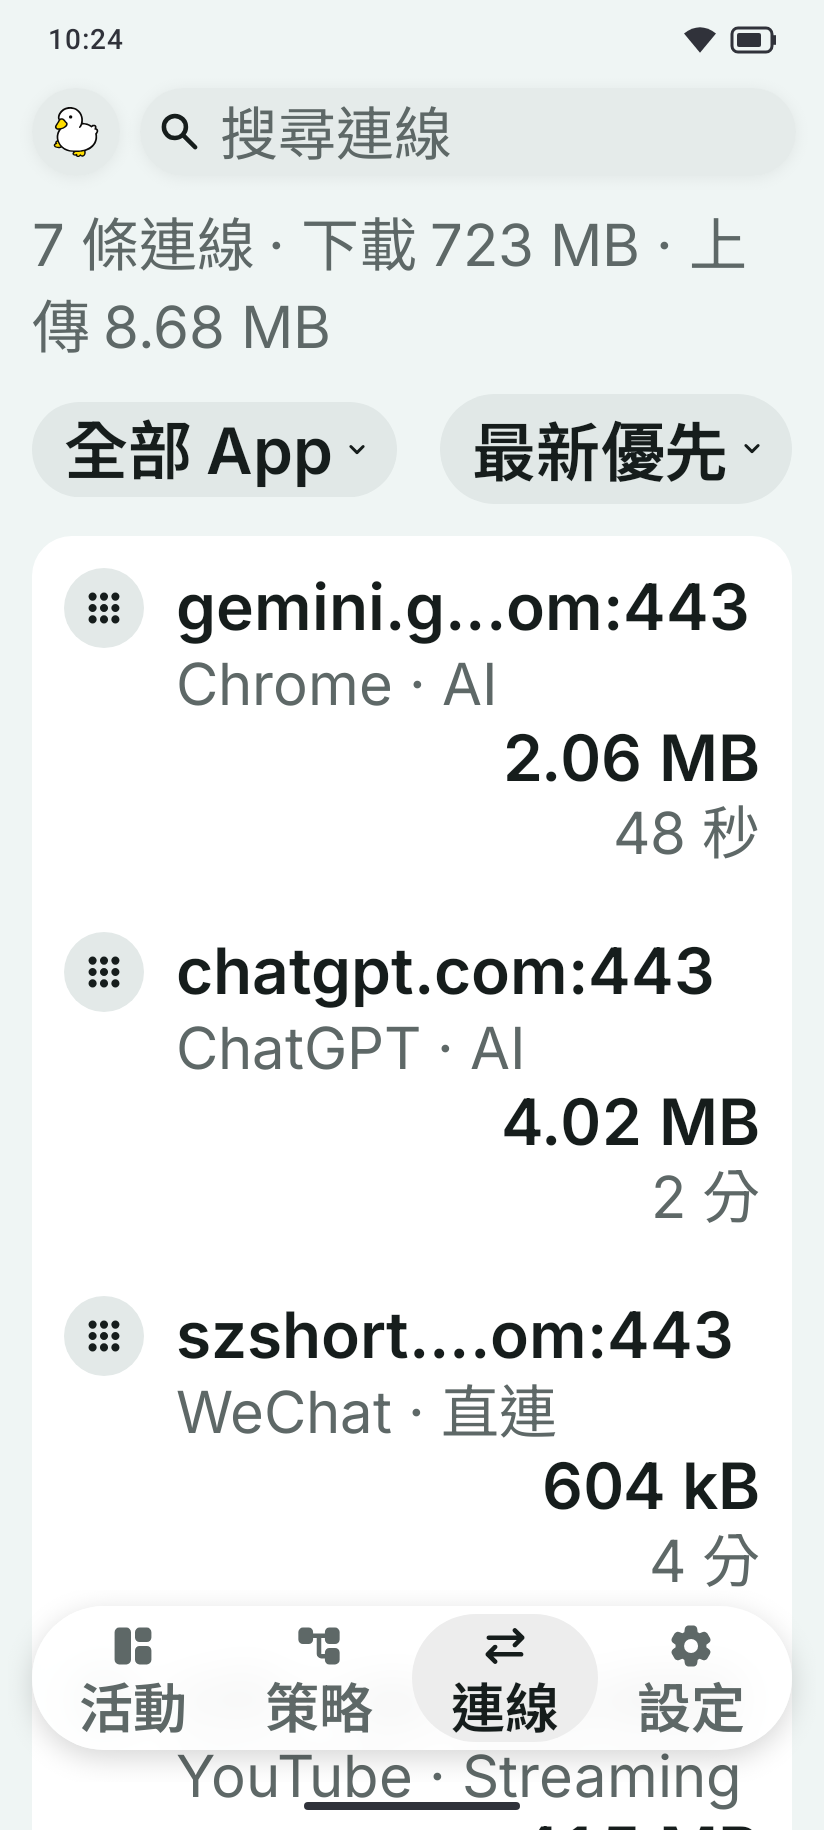 10:24
搜尋連線
7 條連線 · 下載 723 MB · 上
傳 8.68 MB
全部 App
最新優先
gemini.g...om:443
Chrome · AI
2.06 MB
48 秒
chatgpt.com:443
ChatGPT · AI
4.02 MB
2 分
szshort....om:443
WeChat · 直連
604 kB
4 分
活動
策略
連線
設定
YouTube · Streaming